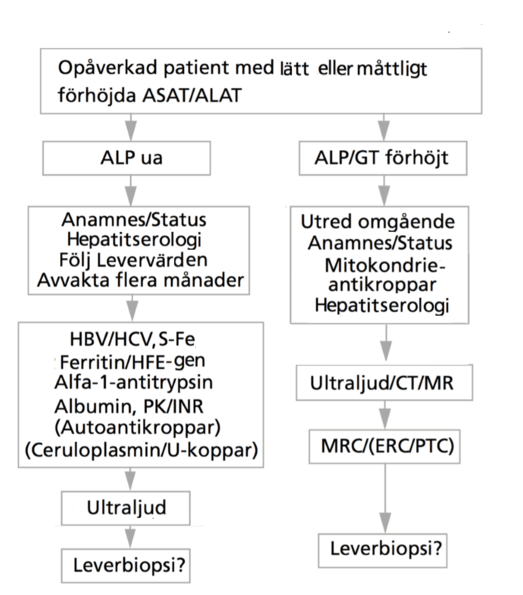 Opåverkad patient med lätt eller måttligt
förhöjda ASAT/ALAT
ALP ua
Anamnes/Status
Hepatitserologi
Följ Levervärden
Avvakta flera månader
HBV/HCV, S-Fe
Ferritin/HFE-gen
Alfa-1-antitrypsin
Albumin, PK/INR
(Autoantikroppar)
(Ceruloplasmin/U-koppar)
Ultraljud
Leverbiopsi?
ALP/GT förhöjt
Utred omgående
Anamnes/Status
Mitokondrie-
antikroppar
Hepatitserologi
Ultraljud/CT/MR
MRC/(ERC/PTC)
Leverbiopsi?